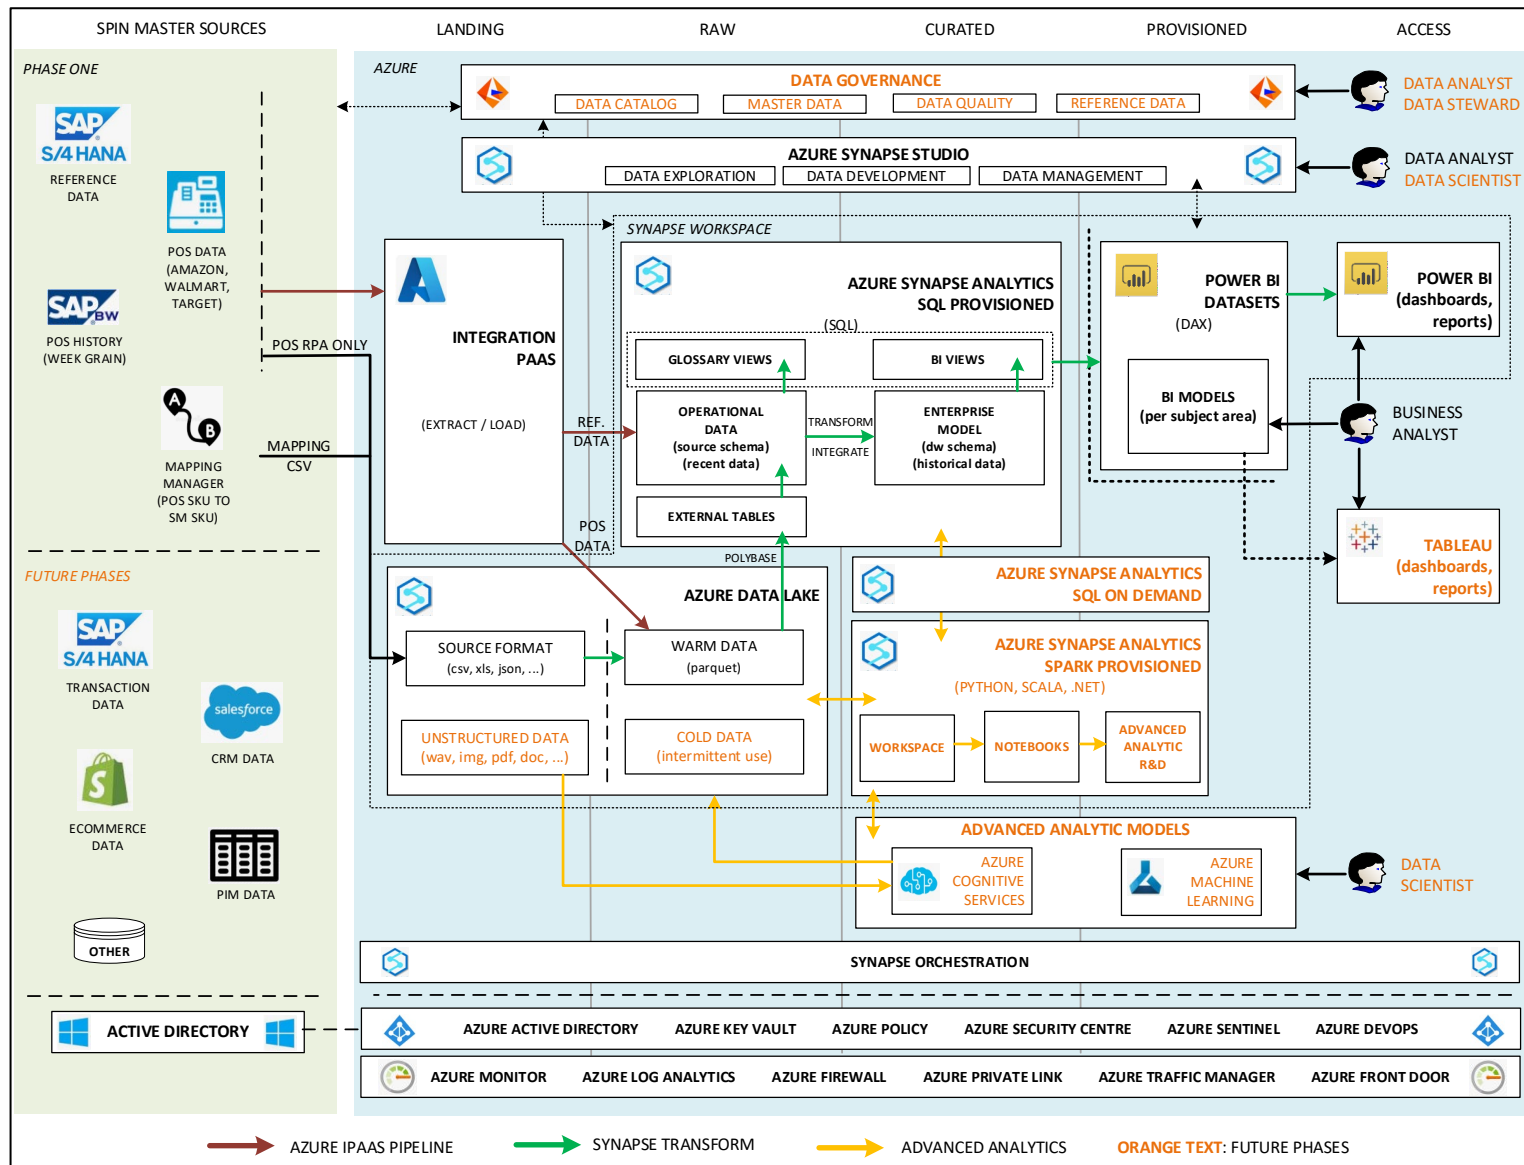 SPIN MASTER SOURCES
LANDING
RAW
CURATED
PROVISIONED
ACCESS
PHASE ONE
SAP
S/4 HANA
REFERENCE
DATA
POS DATA
(AMAZON,
WALMART,
TARGET)
SAP BW
POS HISTORY
(WEEK GRAIN)
A
B
MAPPING
MANAGER
(POS SKU TO
SM SKU)
POS RPA ONLY
MAPPING
CSV
FUTURE PHASES
SAP
S/4 HANA
TRANSACTION
DATA
salesforce
CRM DATA
ECOMMERCE
DATA
PIM DATA
OTHER
ACTIVE DIRECTORY
AZURE
DATA GOVERNANCE
DATA CATALOG
MASTER DATA
DATA QUALITY
REFERENCE DATA
DATA ANALYST
DATA STEWARD
AZURE SYNAPSE STUDIO
DATA EXPLORATION
DATA DEVELOPMENT
DATA MANAGEMENT
DATA ANALYST
DATA SCIENTIST
SYNAPSE WORKSPACE
INTEGRATION
PAAS
(EXTRACT / LOAD)
REF.
DATA
POS
DATA
AZURE SYNAPSE ANALYTICS
SQL PROVISIONED
(SQL)
GLOSSARY VIEWS
BI VIEWS
OPERATIONAL
DATA
(source schema)
(recent data)
TRANSFORM
INTEGRATE
ENTERPRISE
MODEL
(dw schema)
(historical data)
EXTERNAL TABLES
POLYBASE
POWER BI
DATASETS
(DAX)
BI MODELS
(per subject area)
POWER BI
(dashboards,
reports)
BUSINESS
ANALYST
TABLEAU
(dashboards,
reports)
AZURE DATA LAKE
SOURCE FORMAT
(csv, xls, json, ...)
WARM DATA
(parquet)
UNSTRUCTURED DATA
(wav, img, pdf, doc, ...)
COLD DATA
(intermittent use)
AZURE SYNAPSE ANALYTICS
SQL ON DEMAND
AZURE SYNAPSE ANALYTICS
SPARK PROVISIONED
(PYTHON, SCALA, .NET)
WORKSPACE
NOTEBOOKS
ADVANCED
ANALYTIC
R&D
ADVANCED ANALYTIC MODELS
AZURE
COGNITIVE
SERVICES
AZURE
MACHINE
LEARNING
DATA
SCIENTIST
SYNAPSE ORCHESTRATION
AZURE ACTIVE DIRECTORY
AZURE KEY VAULT
AZURE POLICY
AZURE SECURITY CENTRE
AZURE SENTINEL
AZURE DEVOPS
AZURE MONITOR
AZURE LOG ANALYTICS
AZURE FIREWALL
AZURE PRIVATE LINK
AZURE TRAFFIC MANAGER
AZURE FRONT DOOR
AZURE IPAAS PIPELINE
SYNAPSE TRANSFORM
ADVANCED ANALYTICS
ORANGE TEXT: FUTURE PHASES